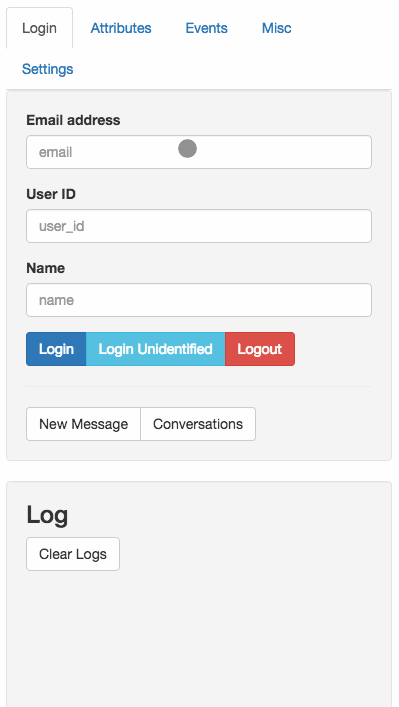 Login Attributes Events Misc
Settings
Email address
email
User ID
user_id
Name
name
Login Login Unidentified Logout
New Message Conversations
Log
Clear Logs